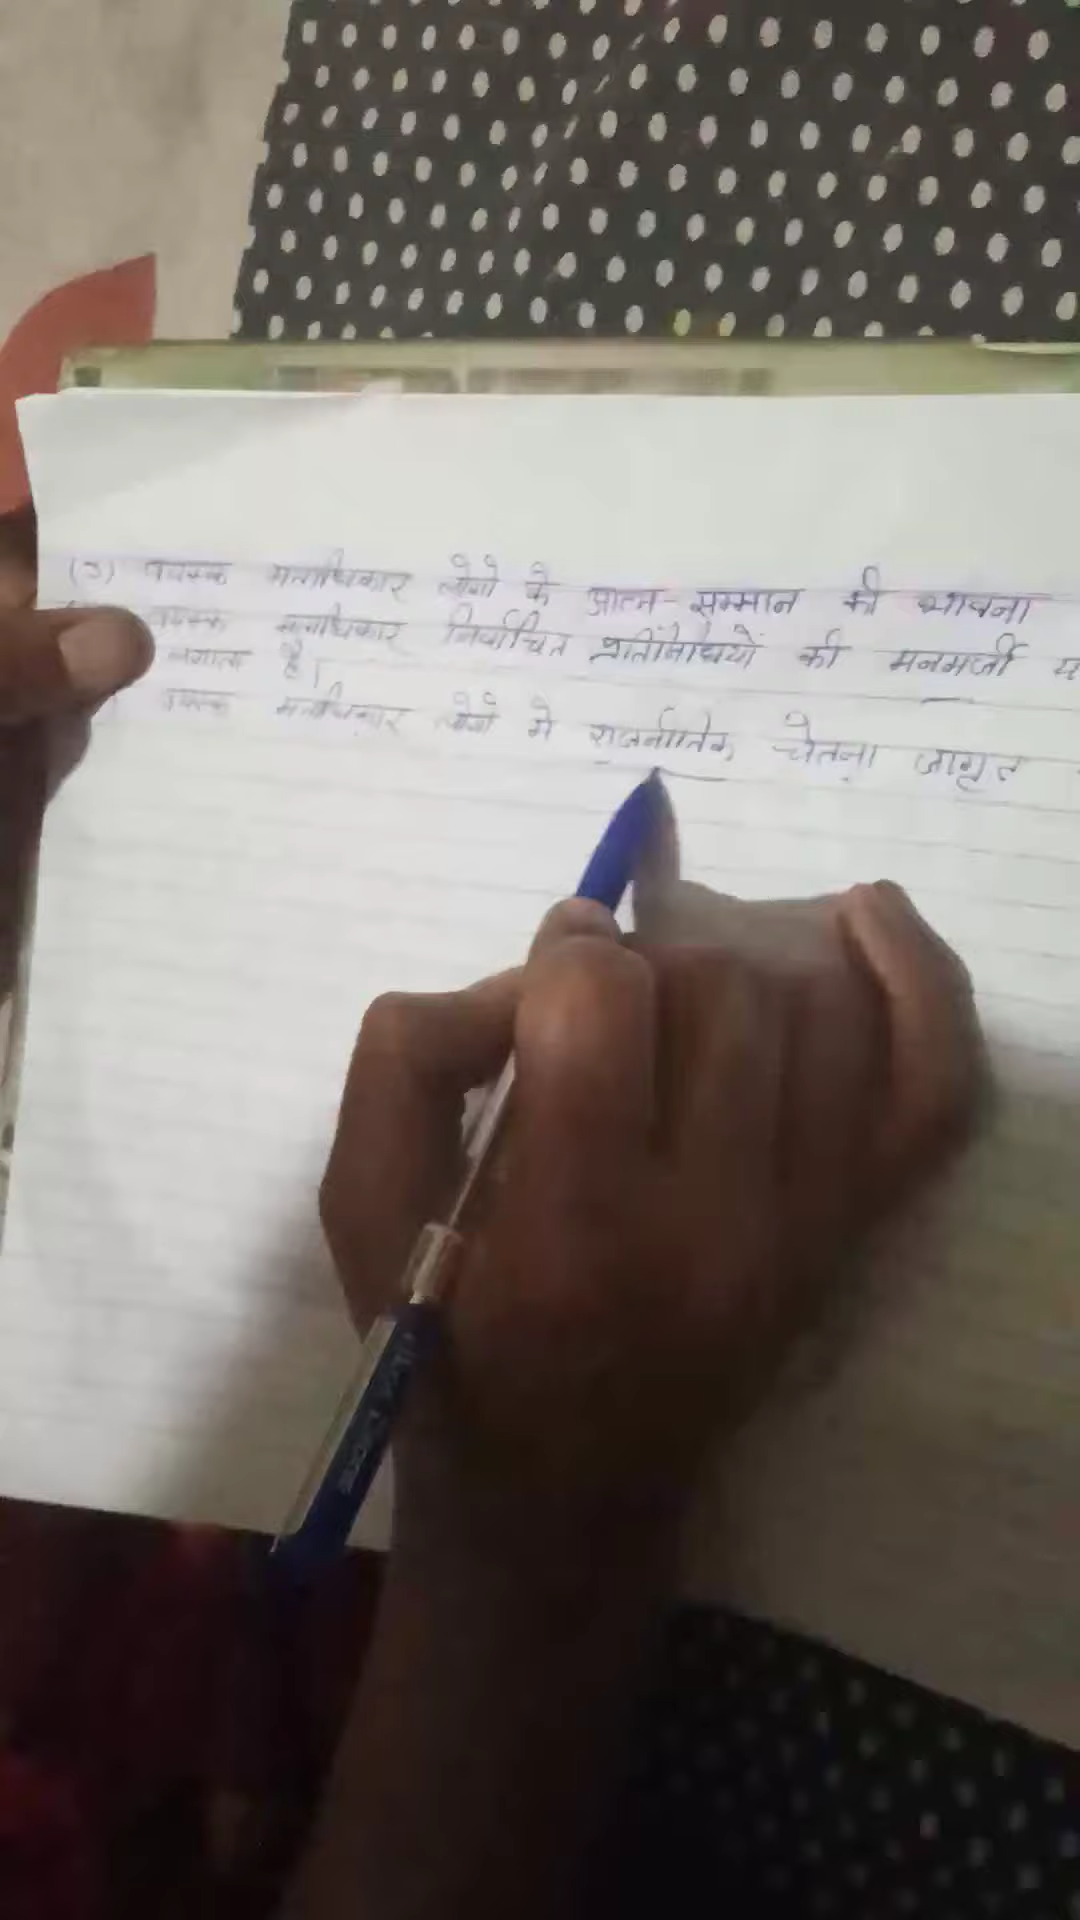 (3) वयस्क मताधिकार लोगो के आत्म-सम्मान की भावना
वयस्क मताधिकार निर्वाचित प्रतिनिधियों की मनमर्जी प
लगाता है।
वयस्क मताधिकार लोगो मे राजनीतिक चेतना जागृत